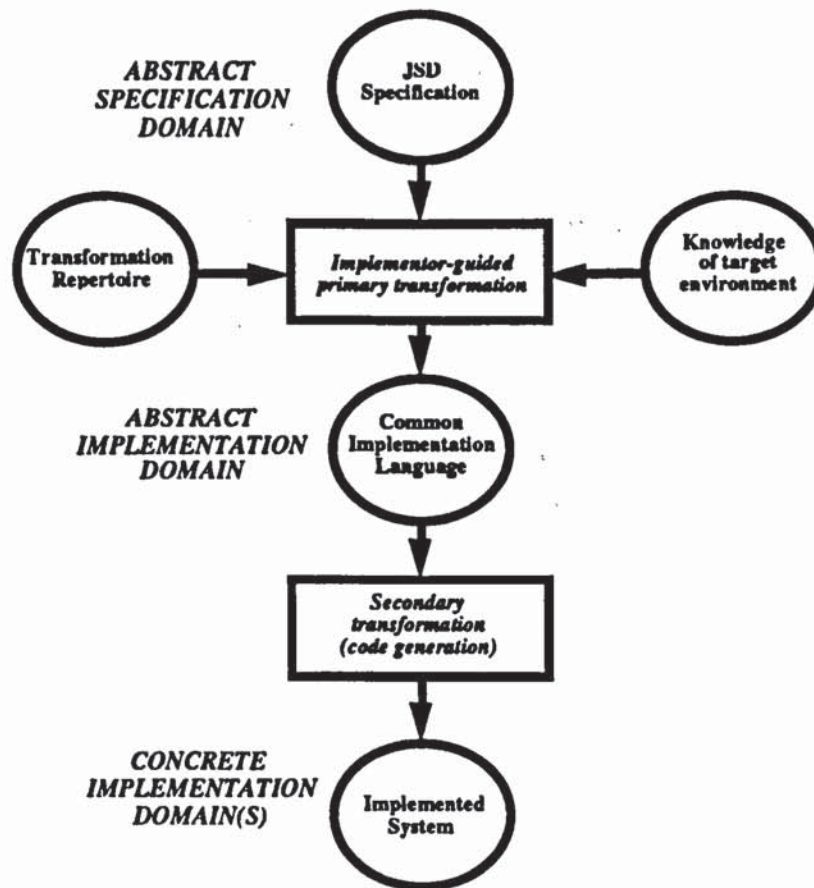 ABSTRACT
SPECIFICATION
DOMAIN
JSD
Specification
Transformation
Repertoire
Implementor-guided
primary transformation
Knowledge
of target
environment
ABSTRACT
IMPLEMENTATION
DOMAIN
Common
Implementation
Language
Secondary
transformation
(code generation)
CONCRETE
IMPLEMENTATION
DOMAIN(S)
Implemented
System